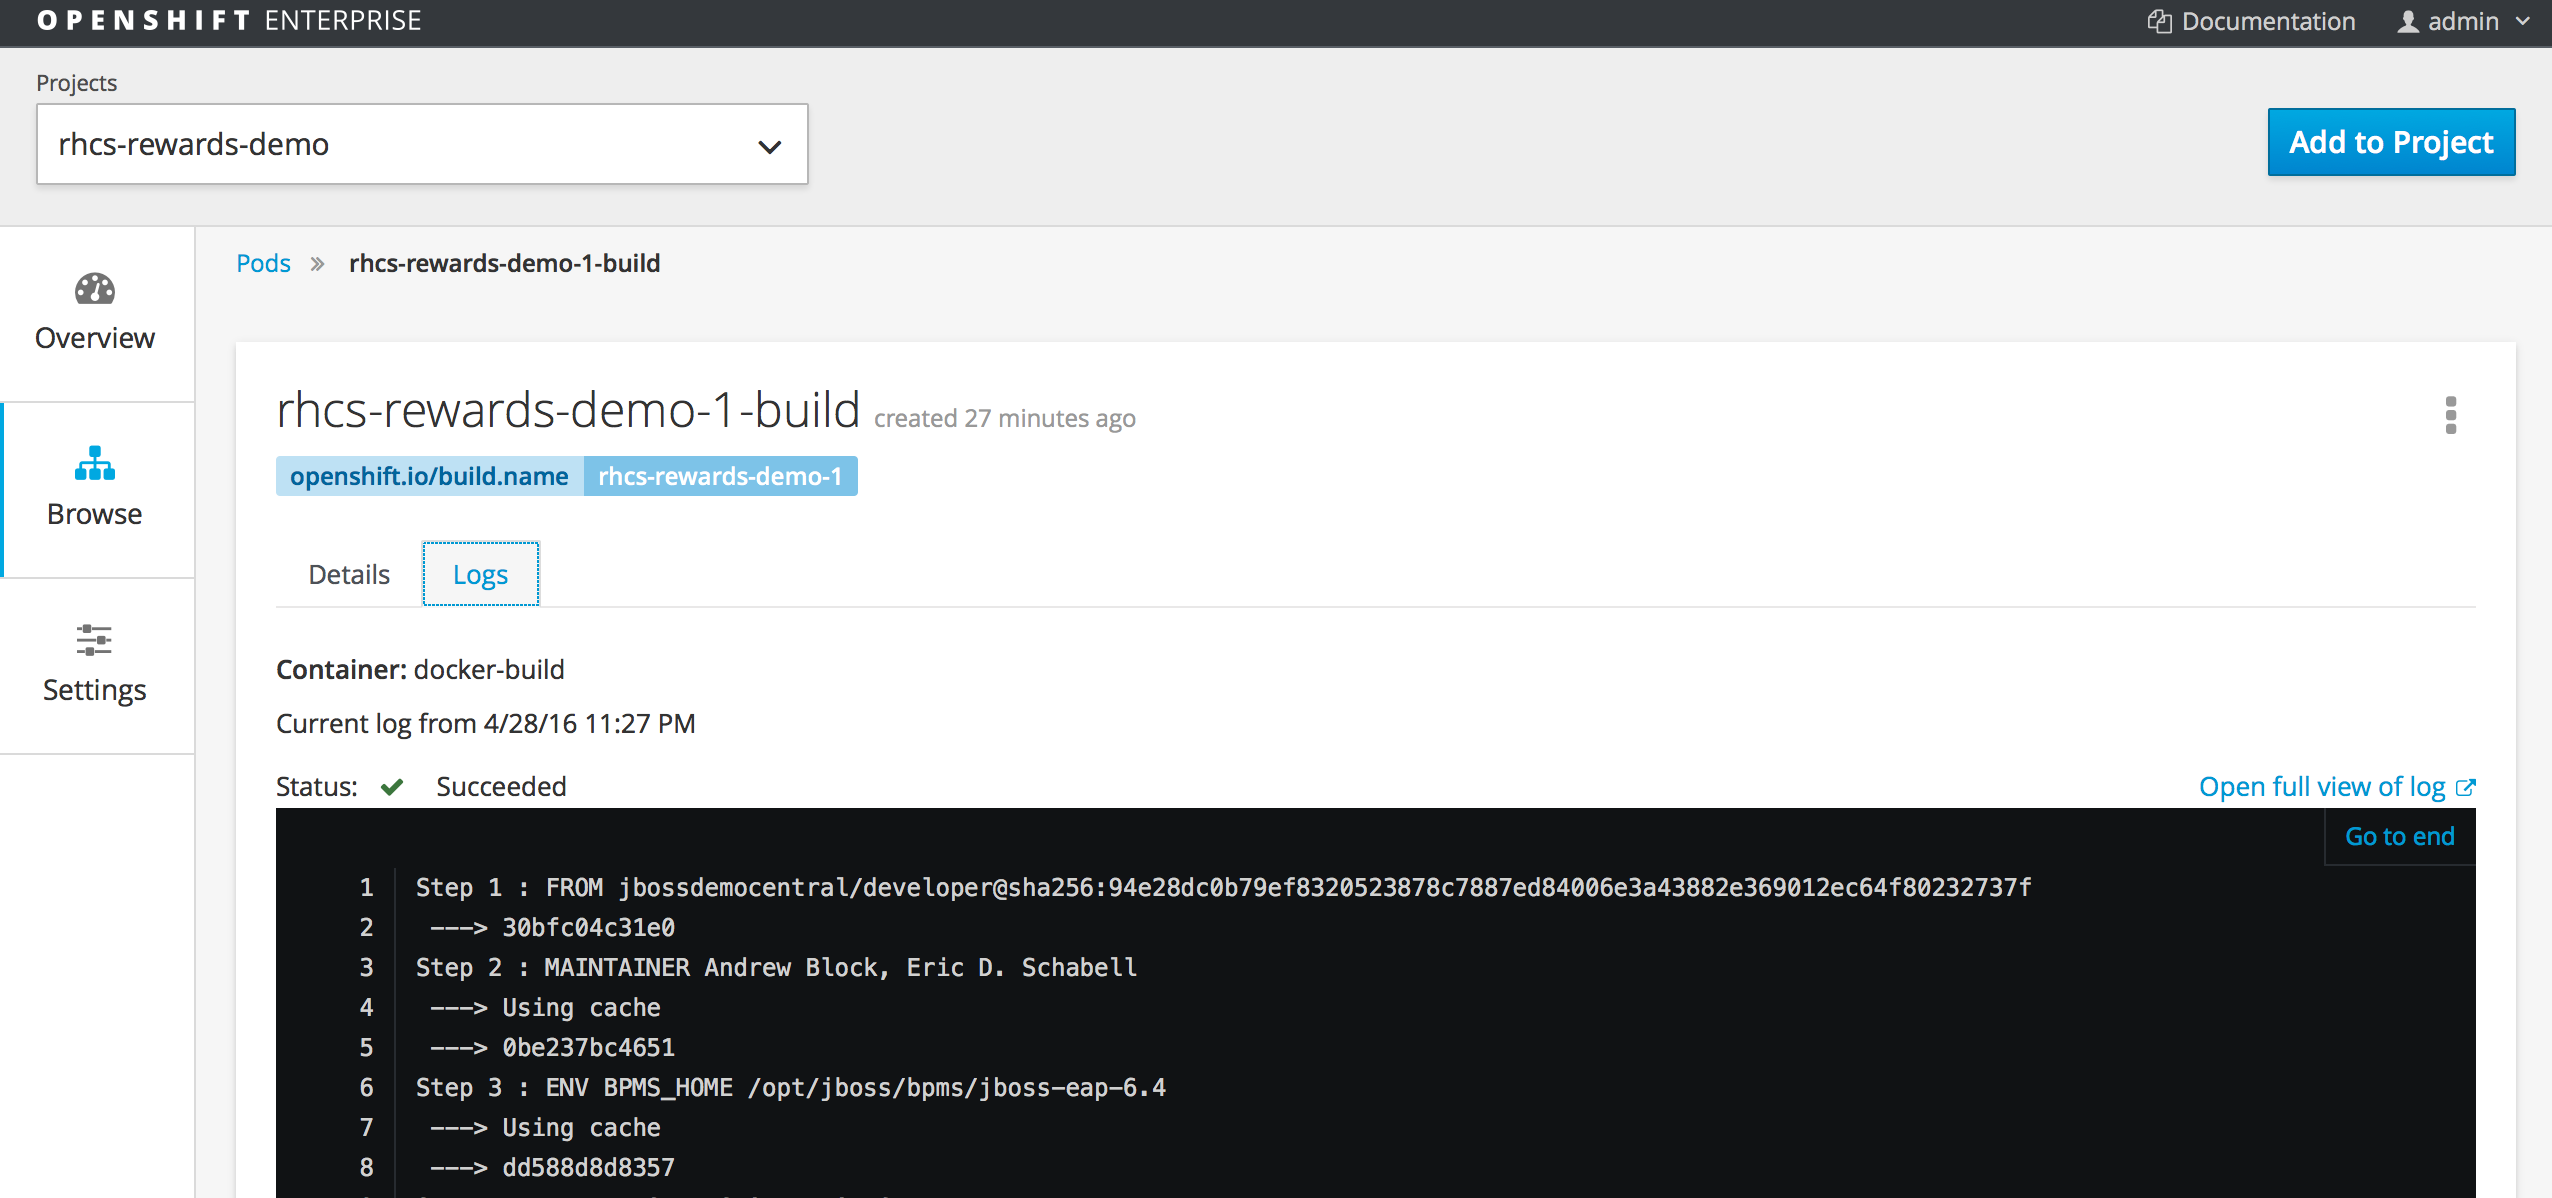 OPENSHIFT ENTERPRISE
Documentation
admin
Projects
rhcs-rewards-demo
Add to Project
Overview
Browse
Settings
Pods » rhcs-rewards-demo-1-build
rhcs-rewards-demo-1-build created 27 minutes ago
openshift.io/build.name rhcs-rewards-demo-1
Details Logs
Container: docker-build
Current log from 4/28/16 11:27 PM
Status: Succeeded
Open full view of log
Go to end
1 Step 1 : FROM jbossdemocentral/developer@sha256:94e28dc0b79ef8320523878c7887ed84006e3a43882e369012ec64f80232737f
2 ---> 30bfc04c31e0
3 Step 2 : MAINTAINER Andrew Block, Eric D. Schabell
4 ---> Using cache
5 ---> 0be237bc4651
6 Step 3 : ENV BPMS_HOME /opt/jboss/bpms/jboss-eap-6.4
7 ---> Using cache
8 ---> dd588d8d8357